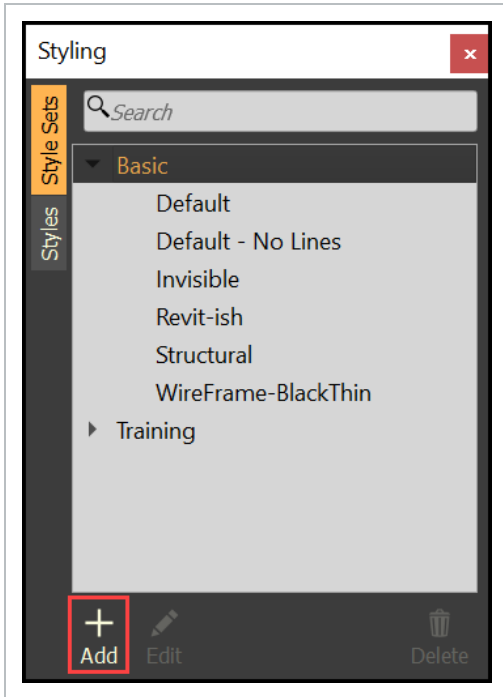 Styling
x
Style Sets
Styles
Search
Basic
Default
Default - No Lines
Invisible
Revit-ish
Structural
WireFrame-BlackThin
Training
Add
Edit
Delete